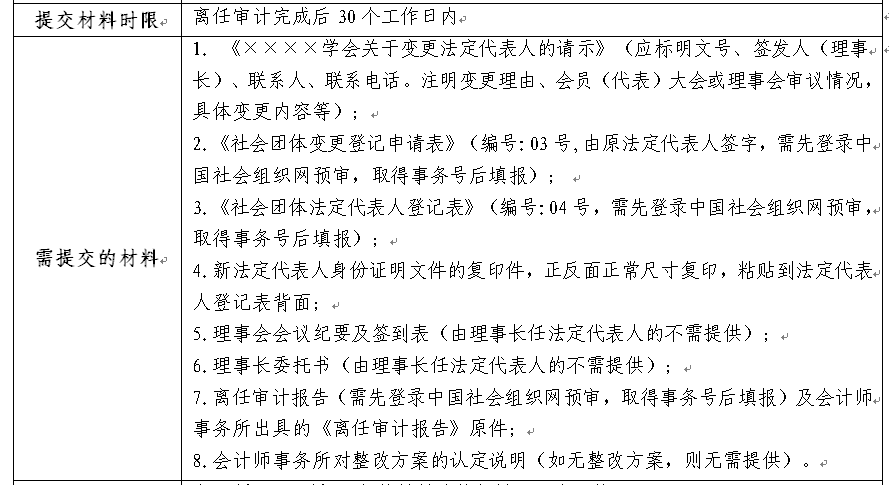 提交材料时限
离任审计完成后 30 个工作日内
需提交的材料
1. 《××××学会关于变更法定代表人的请示》（应标明文号、签发人（理事
长）、联系人、联系电话。注明变更理由、会员（代表）大会或理事会审议情况，
具体变更内容等）；
2.《社会团体变更登记申请表》（编号: 03 号, 由原法定代表人签字，需先登录中
国社会组织网预审，取得事务号后填报）；
3.《社会团体法定代表人登记表》（编号: 04 号，需先登录中国社会组织网预审，
取得事务号后填报）；
4.新法定代表人身份证明文件的复印件，正反面正常尺寸复印，粘贴到法定代表
人登记表背面；
5.理事会会议纪要及签到表（由理事长任法定代表人的不需提供）；
6.理事长委托书（由理事长任法定代表人的不需提供）；
7.离任审计报告（需先登录中国社会组织网预审，取得事务号后填报）及会计师
事务所出具的《离任审计报告》原件；
8.会计师事务所对整改方案的认定说明（如无整改方案，则无需提供）。